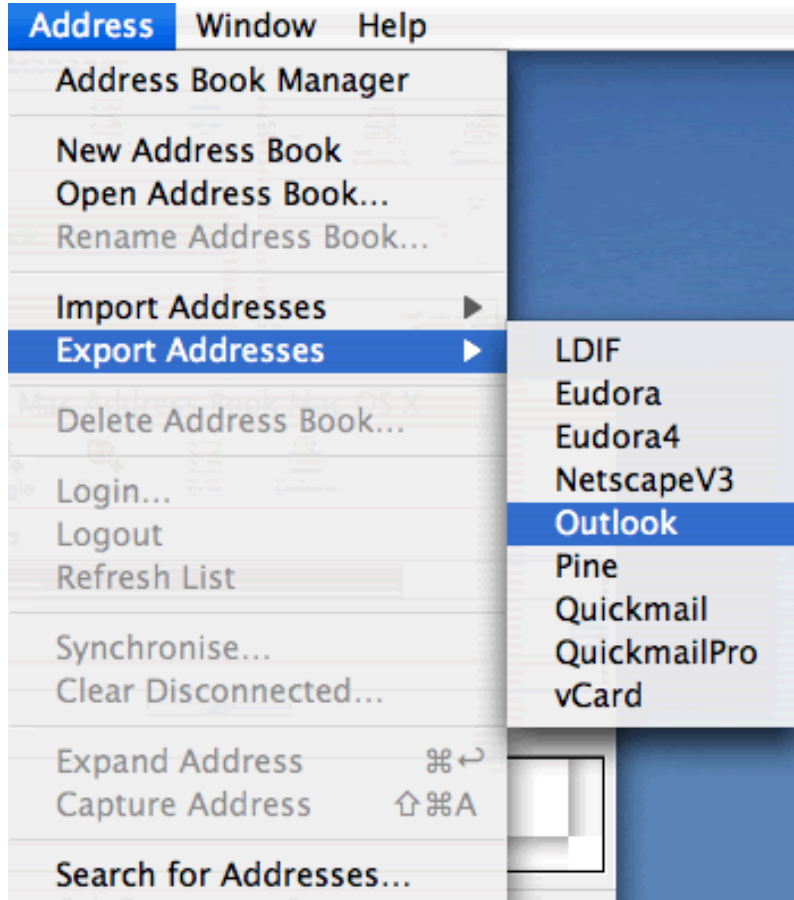 Address Window Help
Address Book Manager
New Address Book
Open Address Book...
Rename Address Book...
Import Addresses
Export Addresses
LDIF
Eudora
Eudora4
NetscapeV3
Outlook
Pine
Quickmail
QuickmailPro
vCard
Delete Address Book...
Login...
Logout
Refresh List
Synchronise...
Clear Disconnected...
Expand Address ⌘↩
Capture Address ⇧⌘A
Search for Addresses...